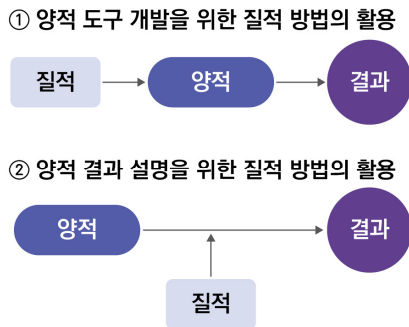 ① 양적 도구 개발을 위한 질적 방법의 활용
질적
양적
결과
② 양적 결과 설명을 위한 질적 방법의 활용
양적
결과
질적